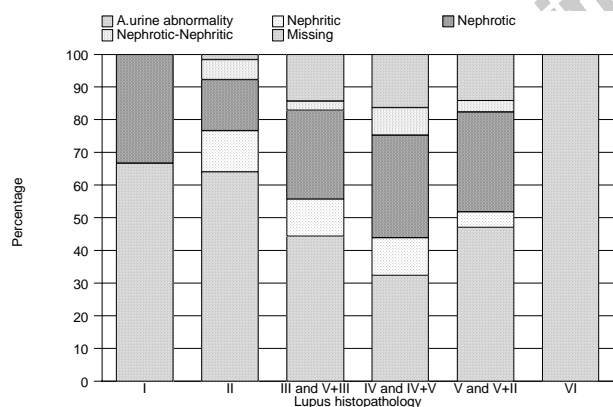 A.urine abnormality Nephritic Nephrotic
Nephrotic-Nephritic Missing
100
90
80
70
60
50
40
30
20
10
0
Percentage
I II III and V+III IV and IV+V V and V+II VI
Lupus histopathology